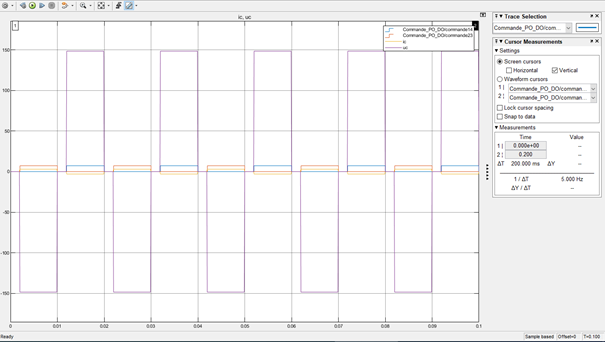 ic, uc
1
Commande_PO_DO/commande14
Commande_PO_DO/commande23
ic
uc
150
100
50
0
-50
-100
-150
0
0.01
0.02
0.03
0.04
0.05
0.06
0.07
0.08
0.09
0.1
Ready
Sample based
Offset=0
T=0.100
Trace Selection
Commande_PO_DO/com...
Cursor Measurements
Settings
Screen cursors
Horizontal
Vertical
Waveform cursors
1 |
Commande_PO_DO/comman...
2 ¦
Commande_PO_DO/comman...
Lock cursor spacing
Snap to data
Measurements
Time
Value
1 |
0.000e+00
--
2 ¦
0.200
--
ΔT
200.000 ms
ΔY
--
1 / ΔT
5.000 Hz
ΔY / ΔT
--